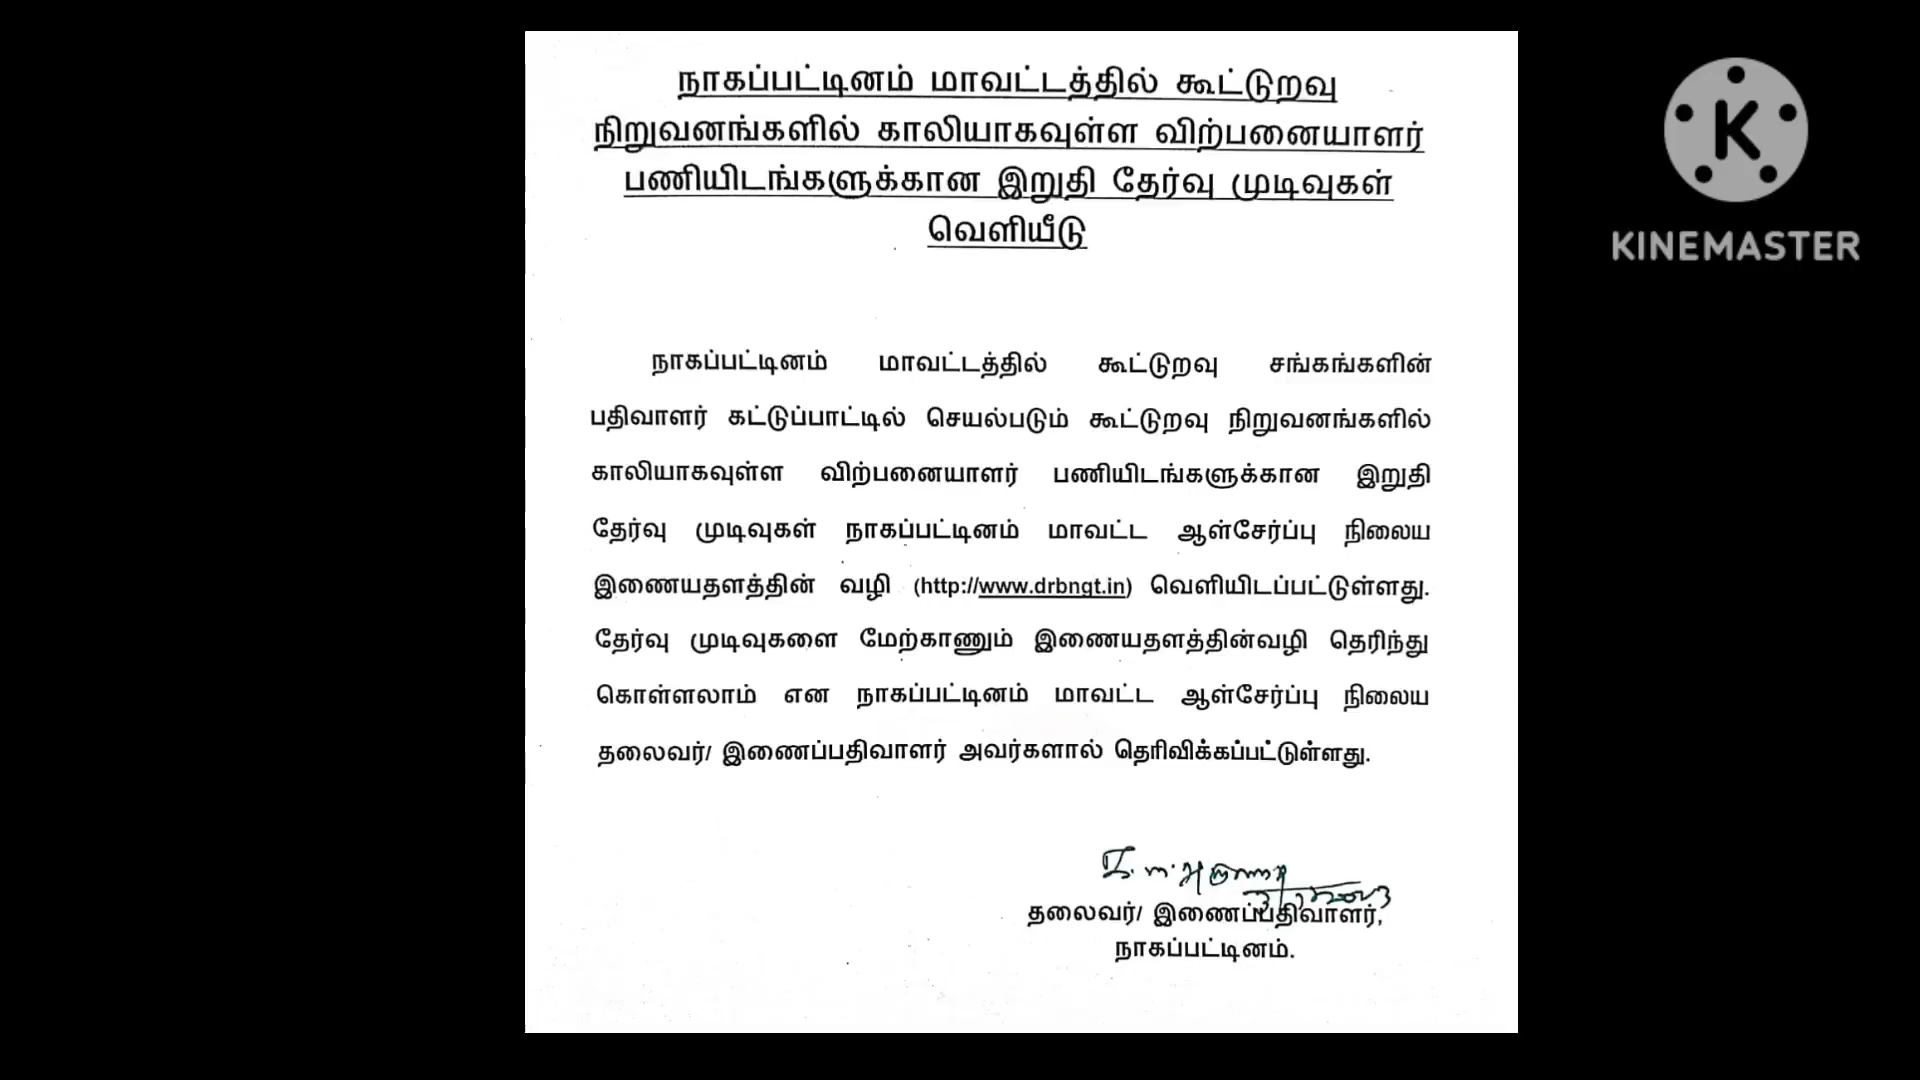 நாகப்பட்டினம் மாவட்டத்தில் கூட்டுறவு
நிறுவனங்களில் காலியாகவுள்ள விற்பனையாளர்
பணியிடங்களுக்கான இறுதி தேர்வு முடிவுகள்
வெளியீடு
நாகப்பட்டினம் மாவட்டத்தில் கூட்டுறவு சங்கங்களின்
பதிவாளர் கட்டுப்பாட்டில் செயல்படும் கூட்டுறவு நிறுவனங்களில்
காலியாகவுள்ள விற்பனையாளர் பணியிடங்களுக்கான இறுதி
தேர்வு முடிவுகள் நாகப்பட்டினம் மாவட்ட ஆள்சேர்ப்பு நிலைய
இணையதளத்தின் வழி (http://www.drbngt.in) வெளியிடப்பட்டுள்ளது.
தேர்வு முடிவுகளை மேற்காணும் இணையதளத்தின்வழி தெரிந்து
கொள்ளலாம் என நாகப்பட்டினம் மாவட்ட ஆள்சேர்ப்பு நிலைய
தலைவர்/ இணைப்பதிவாளர் அவர்களால் தெரிவிக்கப்பட்டுள்ளது.
தலைவர்/ இணைப்பதிவாளர்,
நாகப்பட்டினம்.
K
KINEMASTER